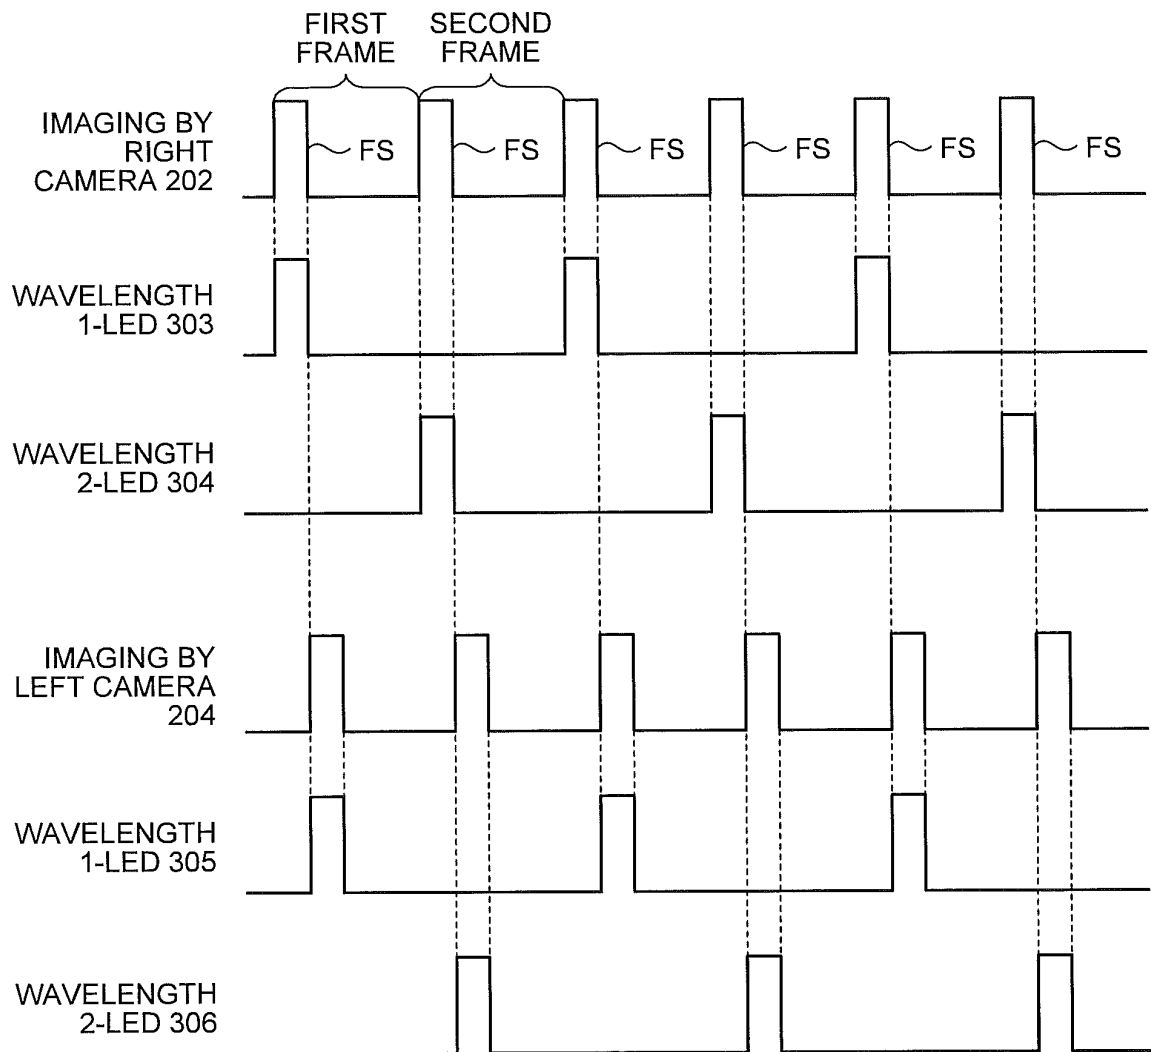 FIRST
FRAME
SECOND
FRAME
IMAGING BY
RIGHT
CAMERA 202
FS
FS
FS
FS
FS
FS
WAVELENGTH
1-LED 303
WAVELENGTH
2-LED 304
IMAGING BY
LEFT CAMERA
204
WAVELENGTH
1-LED 305
WAVELENGTH
2-LED 306